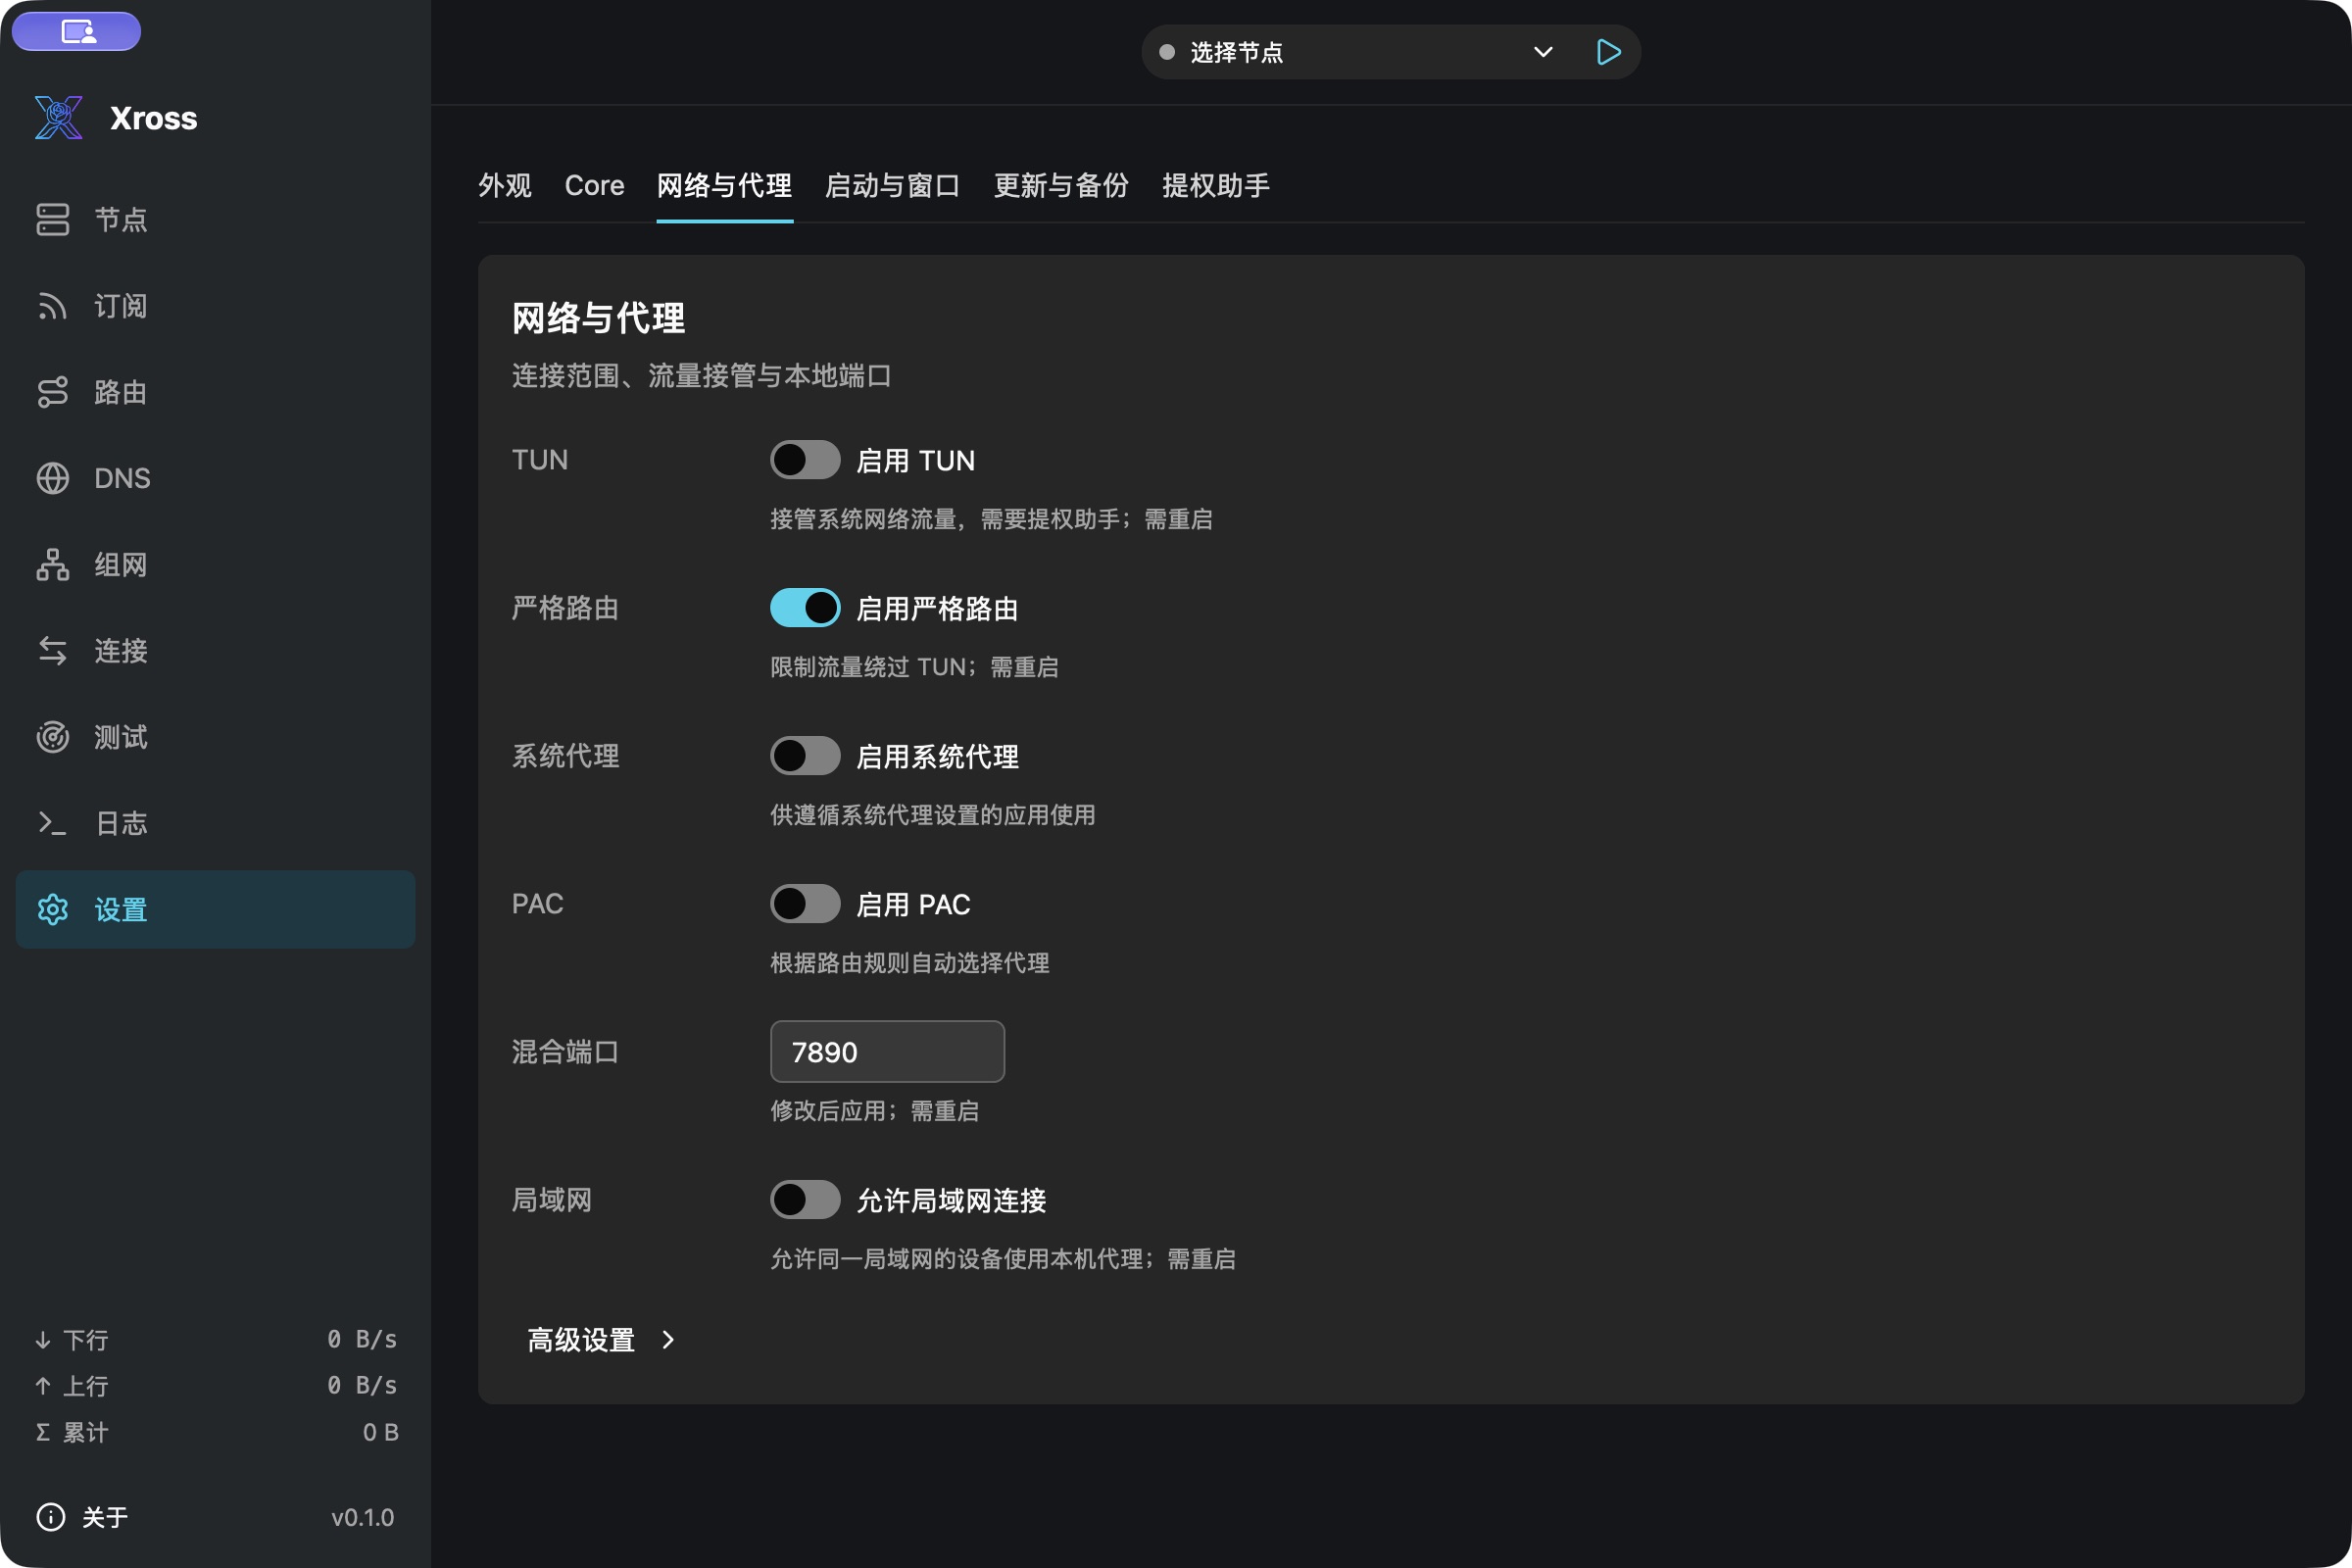 选择节点
Xross
节点
订阅
路由
DNS
组网
连接
测试
日志
设置
下行 0 B/s
上行 0 B/s
Σ 累计 0 B
关于 v0.1.0
外观 Core 网络与代理 启动与窗口 更新与备份 提权助手
网络与代理
连接范围、流量接管与本地端口
TUN 启用 TUN
接管系统网络流量，需要提权助手；需重启
严格路由 启用严格路由
限制流量绕过 TUN；需重启
系统代理 启用系统代理
供遵循系统代理设置的应用使用
PAC 启用 PAC
根据路由规则自动选择代理
混合端口 7890
修改后应用；需重启
局域网 允许局域网连接
允许同一局域网的设备使用本机代理；需重启
高级设置